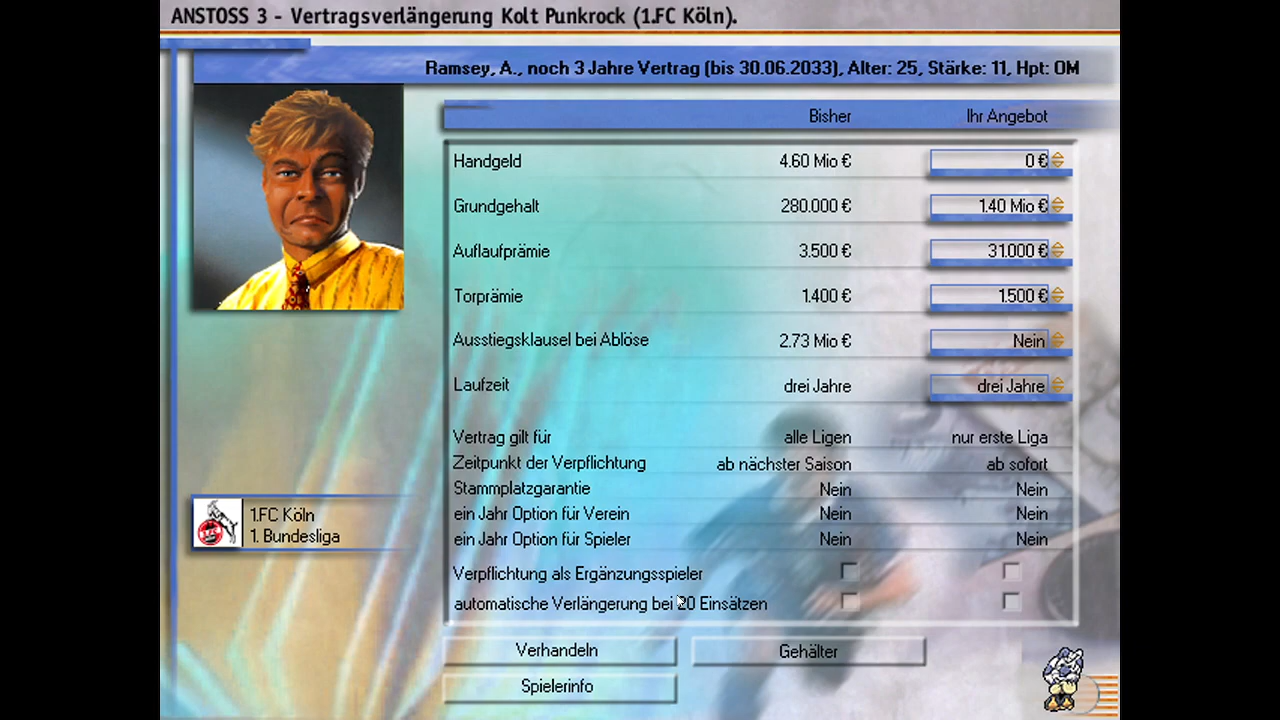 ANSTOSS 3 - Vertragsverlängerung Kolt Punkrock (1.FC Köln).
Ramsey, A., noch 3 Jahre Vertrag (bis 30.06.2033), Alter: 25, Stärke: 11, Hpt: OM
Bisher Ihr Angebot
Handgeld 4.60 Mio € 0 €
Grundgehalt 280.000 € 1.40 Mio €
Auflaufprämie 3.500 € 31.000 €
Torprämie 1.400 € 1.500 €
Ausstiegsklausel bei Ablöse 2.73 Mio € Nein
Laufzeit drei Jahre drei Jahre
Vertrag gilt für alle Ligen nur erste Liga
Zeitpunkt der Verpflichtung ab nächster Saison ab sofort
Stammplatzgarantie Nein Nein
ein Jahr Option für Verein Nein Nein
ein Jahr Option für Spieler Nein Nein
Verpflichtung als Ergänzungsspieler
automatische Verlängerung bei 20 Einsätzen
1.FC Köln
1. Bundesliga
Verhandeln Gehälter
Spielerinfo